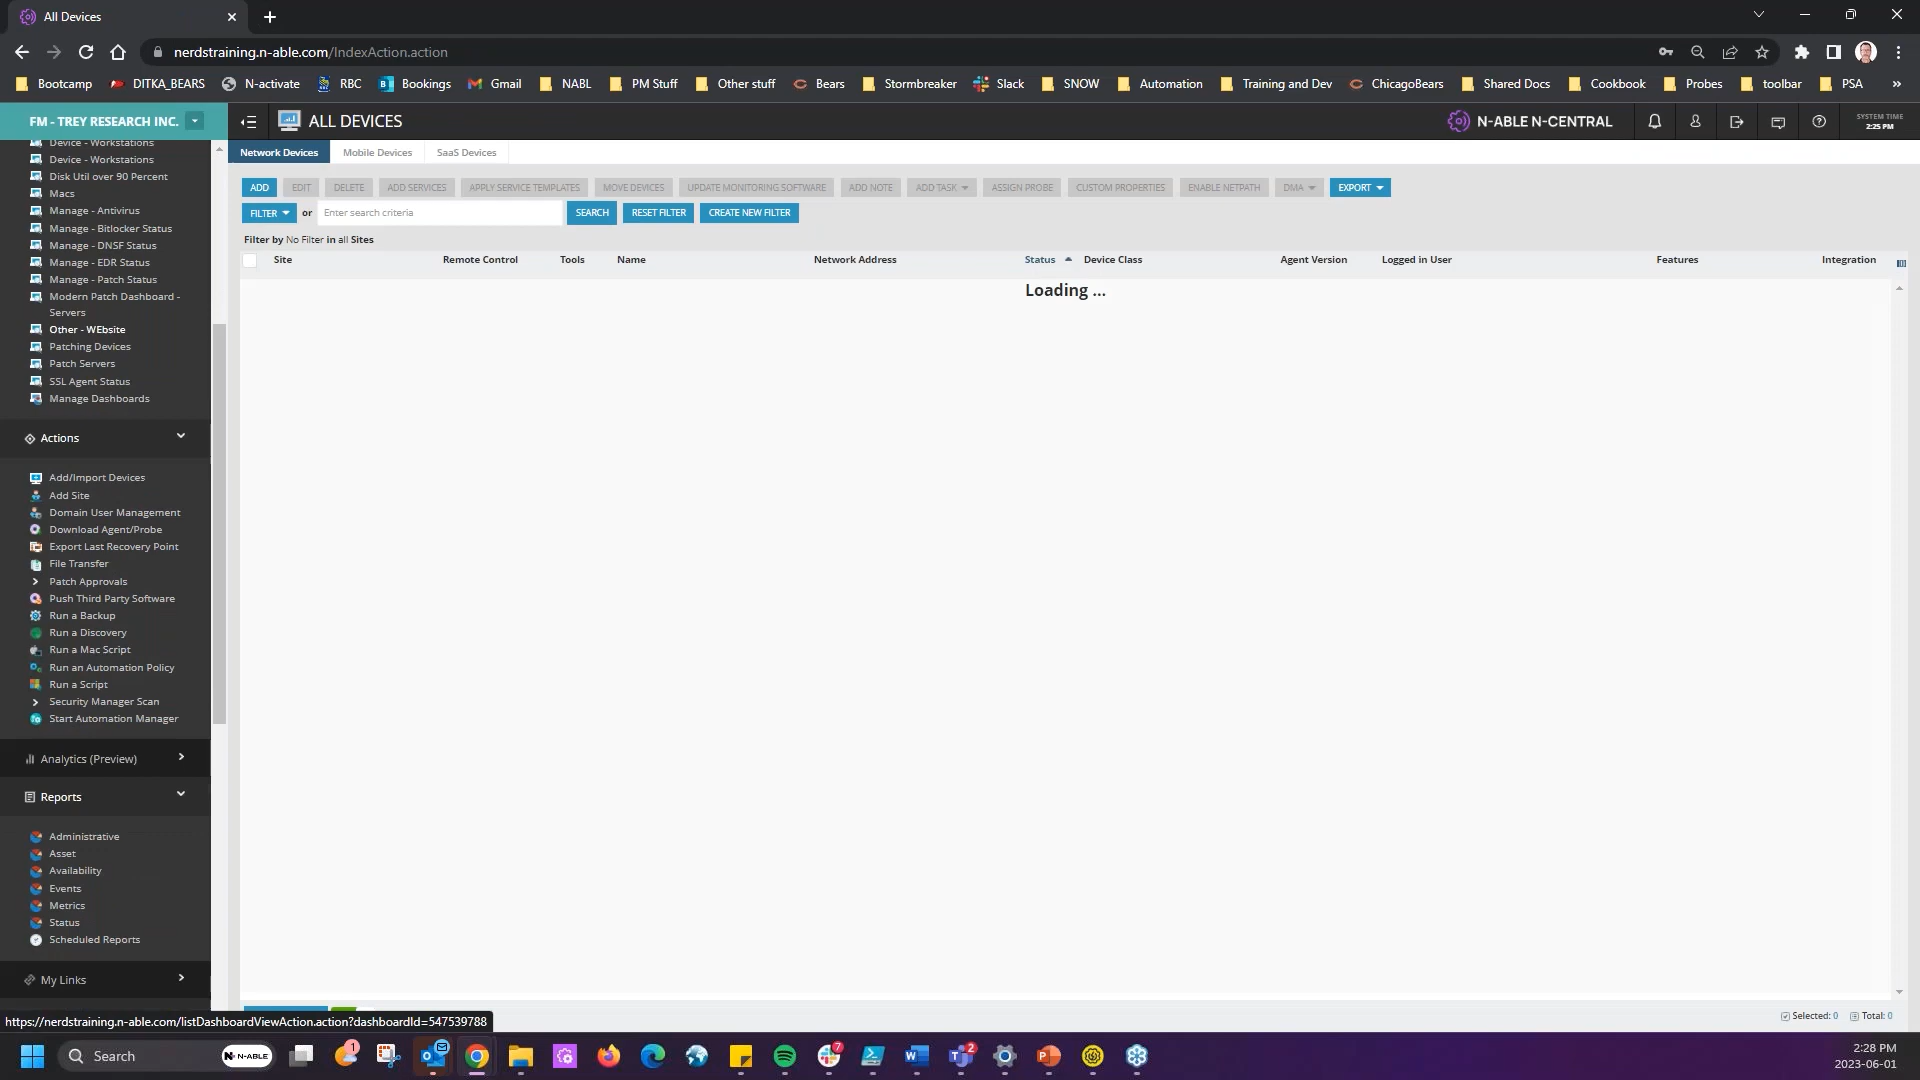 All Devices
nerdstraining.n-able.com/IndexAction.action
Bootcamp DITKA_BEARS N-activate RBC Bookings Gmail NABL PM Stuff Other stuff Bears Stormbreaker Slack SNOW Automation Training and Dev ChicagoBears Shared Docs Cookbook Probes toolbar PSA »
FM - TREY RESEARCH INC.
ALL DEVICES
N-ABLE N-CENTRAL
SYSTEM TIME
2:25 PM
Network Devices Mobile Devices SaaS Devices
ADD EDIT DELETE ADD SERVICES APPLY SERVICE TEMPLATES MOVE DEVICES UPDATE MONITORING SOFTWARE ADD NOTE ADD TASK ASSIGN PROBE CUSTOM PROPERTIES ENABLE NETPATH DMA EXPORT
FILTER or Enter search criteria SEARCH RESET FILTER CREATE NEW FILTER
Filter by No Filter in all Sites
Site Remote Control Tools Name Network Address Status Device Class Agent Version Logged in User Features Integration
Loading ...
Device - Workstations
Device - Workstations
Disk Util over 90 Percent
Macs
Manage - Antivirus
Manage - Bitlocker Status
Manage - DNSF Status
Manage - EDR Status
Manage - Patch Status
Modern Patch Dashboard -
Servers
Other - WEbsite
Patching Devices
Patch Servers
SSL Agent Status
Manage Dashboards
Actions
Add/Import Devices
Add Site
Domain User Management
Download Agent/Probe
Export Last Recovery Point
File Transfer
Patch Approvals
Push Third Party Software
Run a Backup
Run a Discovery
Run a Mac Script
Run an Automation Policy
Run a Script
Security Manager Scan
Start Automation Manager
Analytics (Preview)
Reports
Administrative
Asset
Availability
Events
Metrics
Status
Scheduled Reports
My Links
https://nerdstraining.n-able.com/listDashboardViewAction.action?dashboardId=547539788
Selected: 0 Total: 0
Search N-ABLE 1 7 2
2:28 PM
2023-06-01